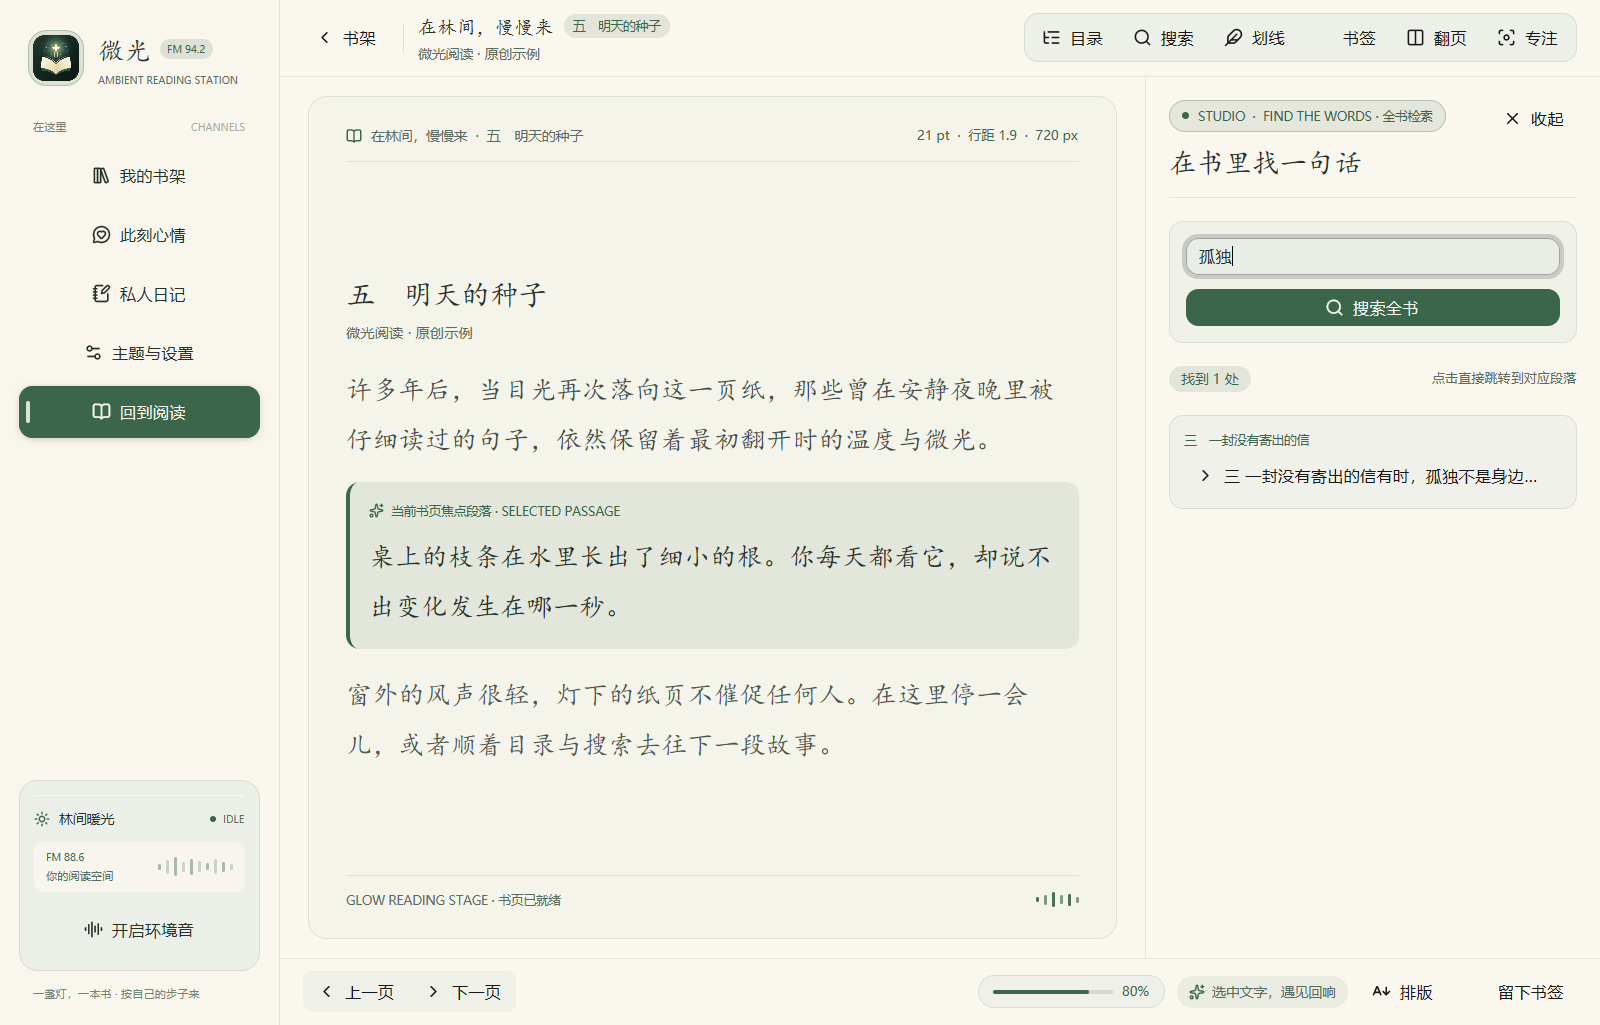 微光 FM 94.2
AMBIENT READING STATION
在这里 CHANNELS
我的书架
此刻心情
私人日记
主题与设置
回到阅读
林间暖光 IDLE
FM 88.6
你的阅读空间
开启环境音
一盏灯，一本书 · 按自己的步子来
书架
在林间，慢慢来 五　明天的种子
微光阅读 · 原创示例
目录 搜索 划线 书签 翻页 专注
在林间，慢慢来 · 五　明天的种子 21 pt · 行距 1.9 · 720 px
五　明天的种子
微光阅读 · 原创示例
许多年后，当目光再次落向这一页纸，那些曾在安静夜晚里被
仔细读过的句子，依然保留着最初翻开时的温度与微光。
当前书页焦点段落 · SELECTED PASSAGE
桌上的枝条在水里长出了细小的根。你每天都看它，却说不
出变化发生在哪一秒。
窗外的风声很轻，灯下的纸页不催促任何人。在这里停一会
儿，或者顺着目录与搜索去往下一段故事。
GLOW READING STAGE · 书页已就绪
STUDIO · FIND THE WORDS · 全书检索 收起
在书里找一句话
孤独
搜索全书
找到 1 处 点击直接跳转到对应段落
三　一封没有寄出的信
三 一封没有寄出的信有时，孤独不是身边...
上一页 下一页 80% 选中文字，遇见回响 排版 留下书签